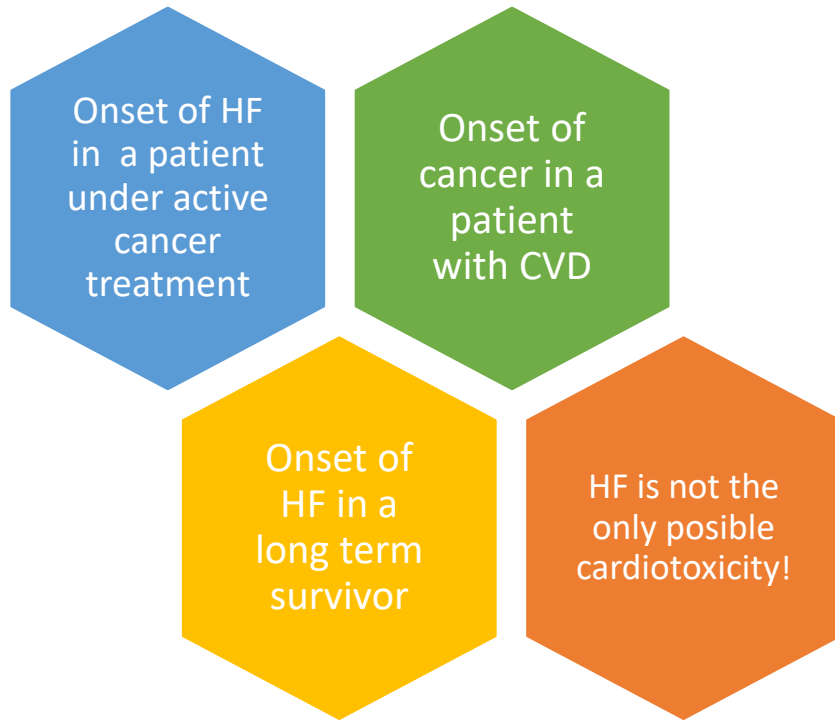 Onset of HF
in a patient
under active
cancer
treatment
Onset of
cancer in a
patient
with CVD
Onset of
HF in a
long term
survivor
HF is not the
only posible
cardiotoxicity!